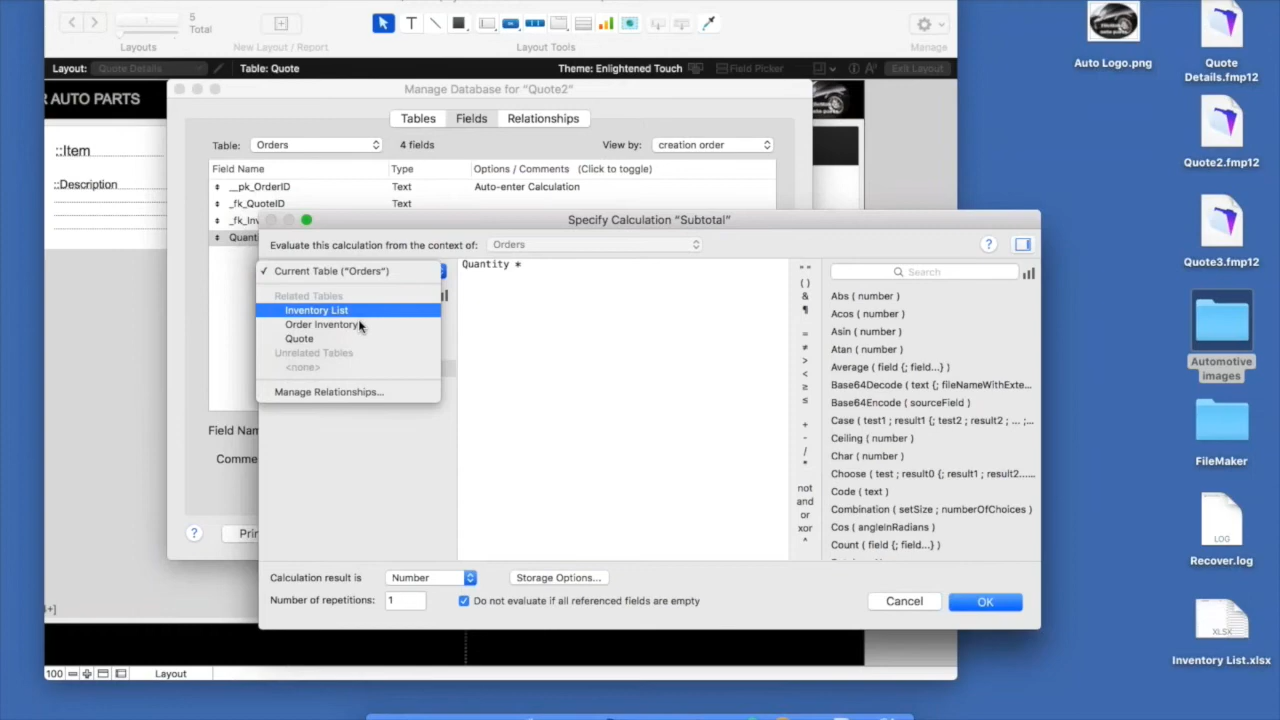 1
5
Total
Layouts
New Layout / Report
Layout Tools
Manage
Layout: Quote Details
Table: Quote
Theme: Enlightened Touch
Field Picker
Exit Layout
R AUTO PARTS
::Item
::Description
Manage Database for "Quote2"
Tables
Fields
Relationships
Table: Orders
4 fields
View by: creation order
Field Name Type Options / Comments (Click to toggle)
__pk_OrderID Text Auto-enter Calculation
_fk_QuoteID Text
_fk_Inv
Quant
Field Nam
Comme
Prin
Specify Calculation "Subtotal"
Evaluate this calculation from the context of: Orders
✓ Current Table ("Orders")
Related Tables
Inventory List
Order Inventory
Quote
Unrelated Tables
<none>
Manage Relationships...
Quantity *
" "
( )
&
¶
=
≠
>
<
≥
≤
+
-
/
*
not
and
or
xor
^
Search
Abs ( number )
Acos ( number )
Asin ( number )
Atan ( number )
Average ( field {; field...} )
Base64Decode ( text {; fileNameWithExte...
Base64Encode ( sourceField )
Case ( test1 ; result1 {; test2 ; result2 ; ... ;...
Ceiling ( number )
Char ( number )
Choose ( test ; result0 {; result1 ; result2....
Code ( text )
Combination ( setSize ; numberOfChoices )
Cos ( angleInRadians )
Count ( field {; field...} )
Calculation result is Number
Storage Options...
Number of repetitions: 1
Do not evaluate if all referenced fields are empty
Cancel
OK
100
Layout
Auto Logo.png
Quote
Details.fmp12
Quote2.fmp12
Quote3.fmp12
Automotive
images
FileMaker
LOG
Recover.log
XLSX
Inventory List.xlsx